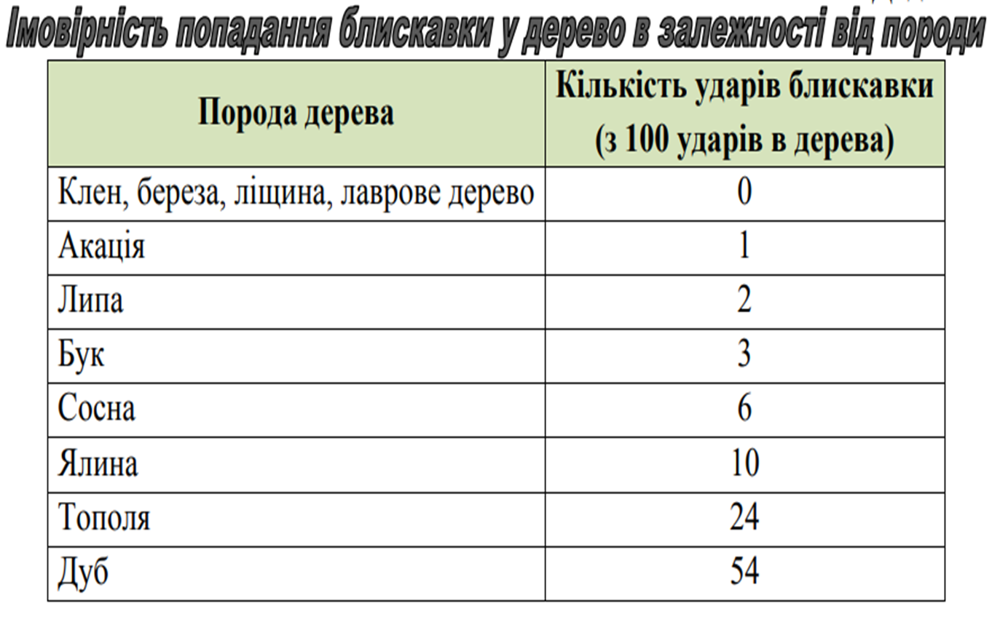 Імовірність попадання блискавки у дерево в залежності від породи
Порода дерева
Кількість ударів блискавки
(з 100 ударів в дерева)
Клен, береза, ліщина, лаврове дерево
0
Акація
1
Липа
2
Бук
3
Сосна
6
Ялина
10
Тополя
24
Дуб
54